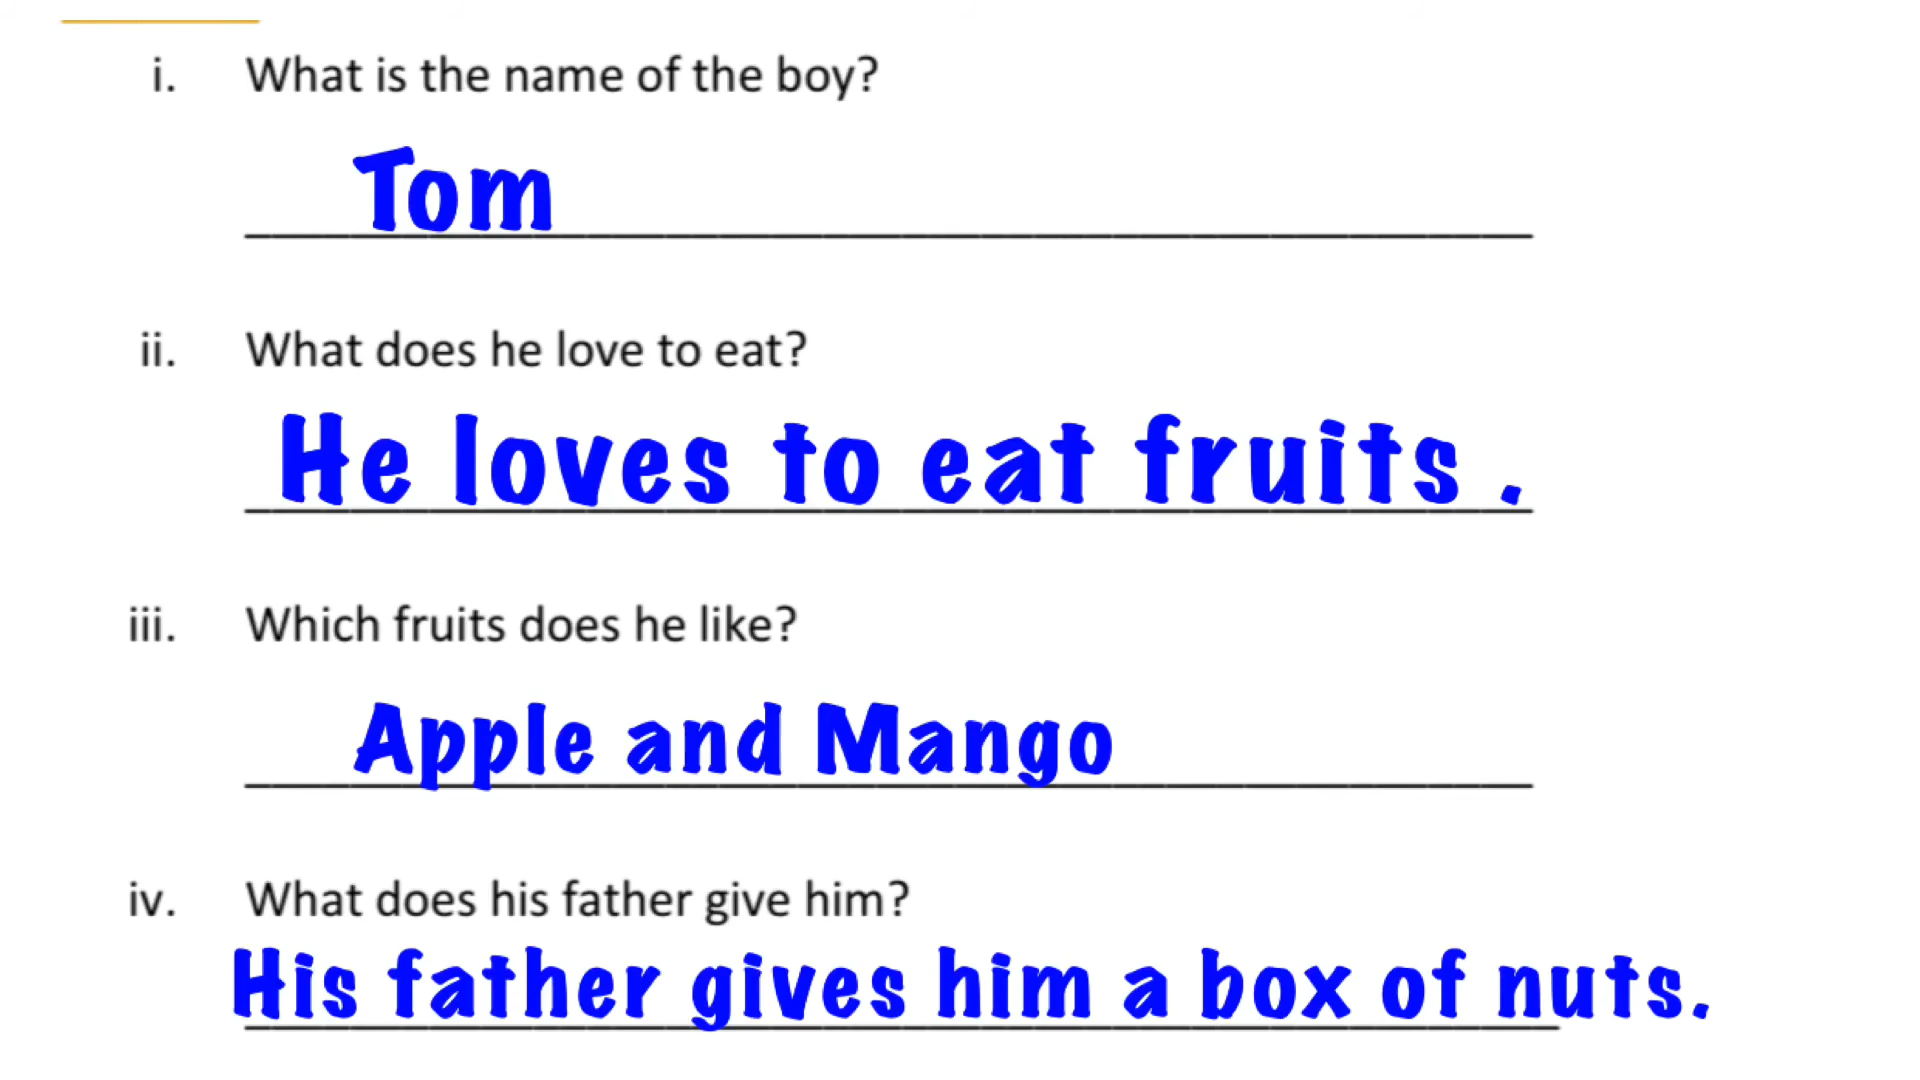 i. What is the name of the boy?
Tom
ii. What does he love to eat?
He loves to eat fruits .
iii. Which fruits does he like?
Apple and Mango
iv. What does his father give him?
His father gives him a box of nuts.